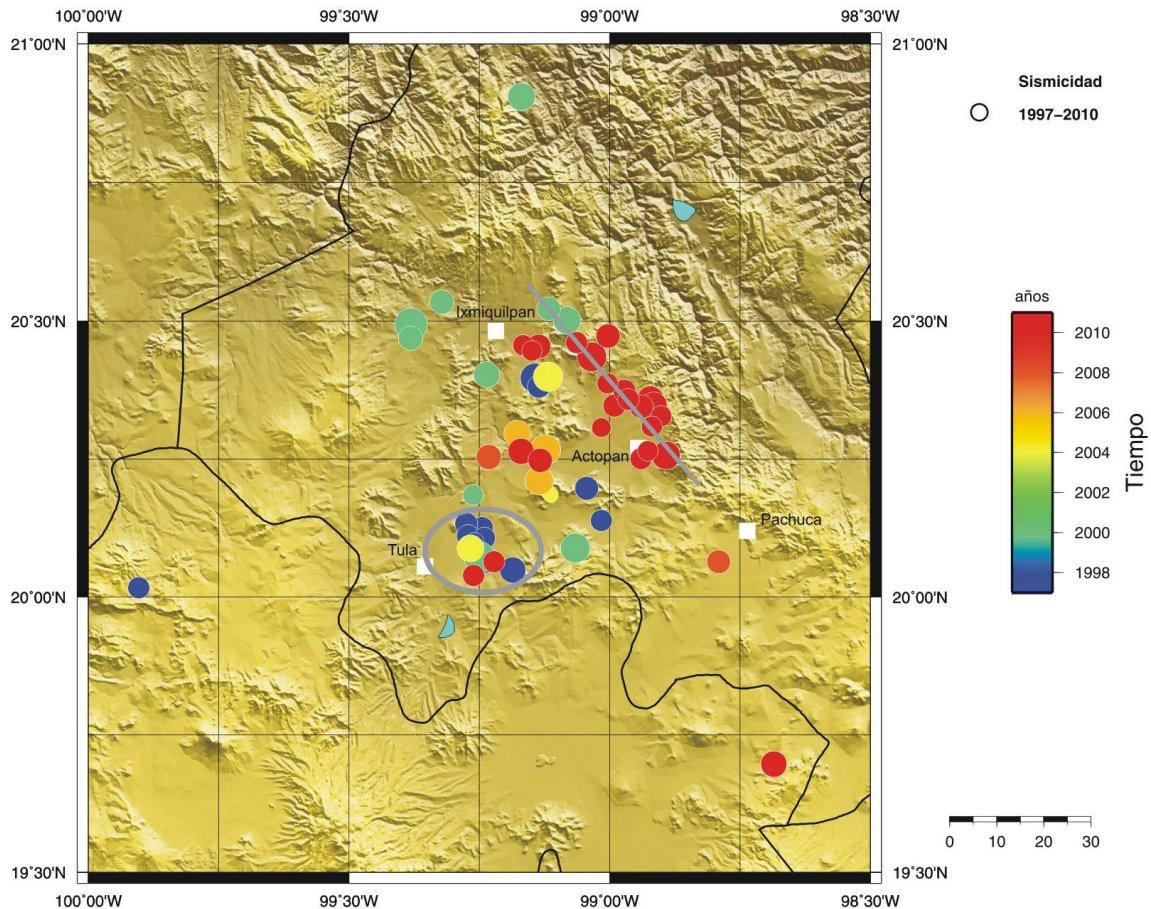 100˚00'W 99˚30'W 99˚00'W 98˚30'W
21˚00'N 21˚00'N
Sismicidad
1997–2010
Ixmiquilpan
20˚30'N 20˚30'N
años
2010
2008
2006
2004
2002
2000
1998
Tiempo
Actopan
Pachuca
Tula
20˚00'N 20˚00'N
0 10 20 30
19˚30'N 19˚30'N
100˚00'W 99˚30'W 99˚00'W 98˚30'W